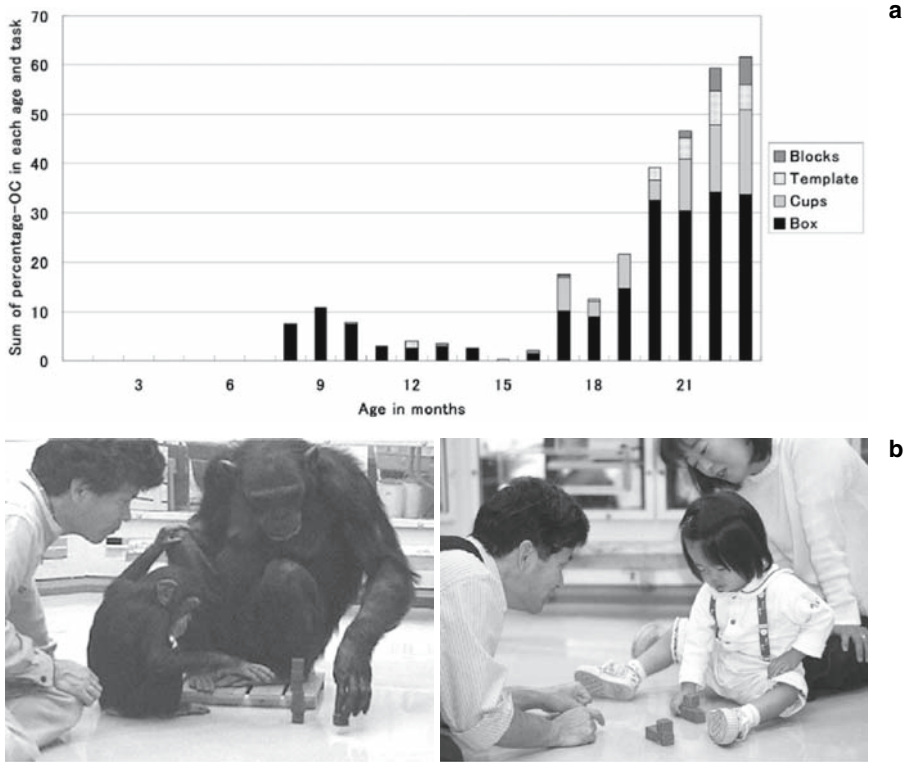 a
70
60
50
40
30
20
10
0
Sum of percentage-OC in each age and task
3 6 9 12 15 18 21
Age in months
Blocks
Template
Cups
Box
b